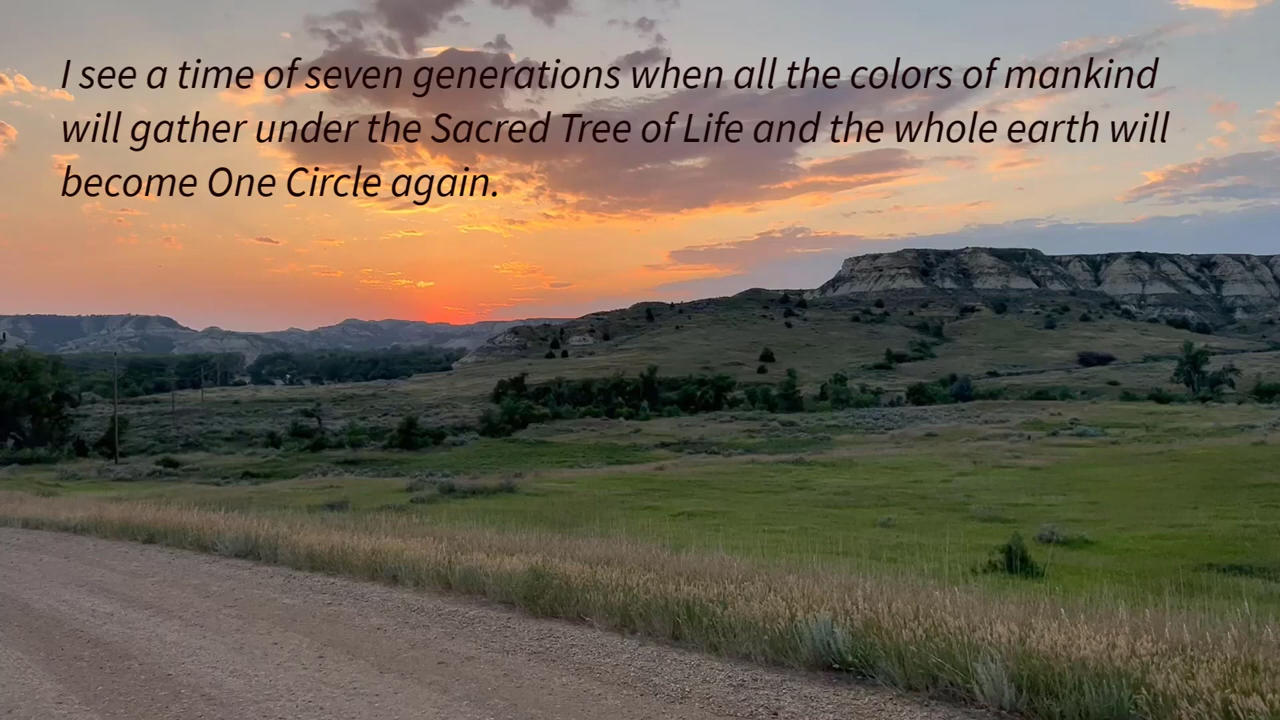 I see a time of seven generations when all the colors of mankind
will gather under the Sacred Tree of Life and the whole earth will
become One Circle again.